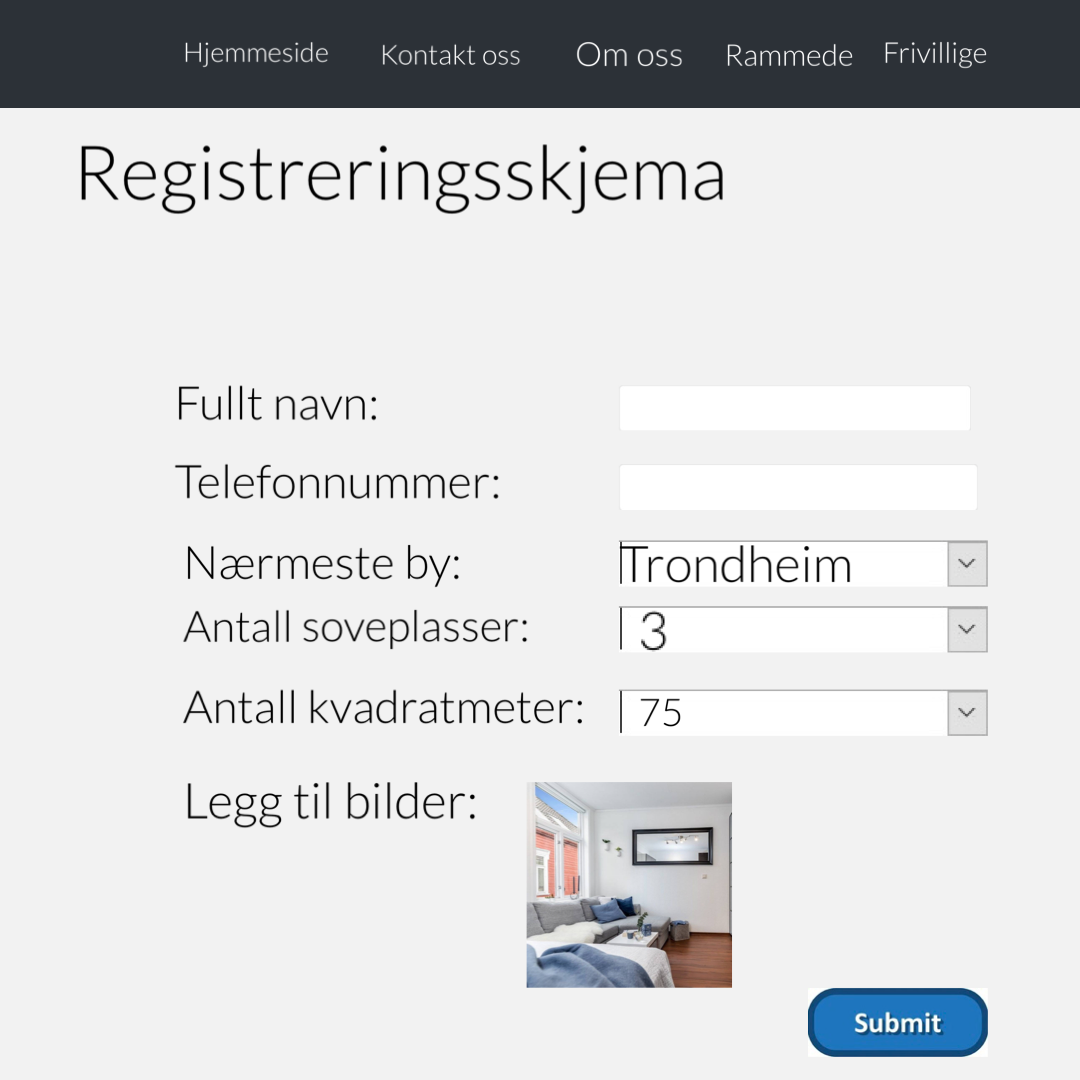 Hjemmeside Kontakt oss Om oss Rammede Frivillige
Registreringsskjema
Fullt navn:
Telefonnummer:
Nærmeste by: Trondheim
Antall soveplasser: 3
Antall kvadratmeter: 75
Legg til bilder:
Submit